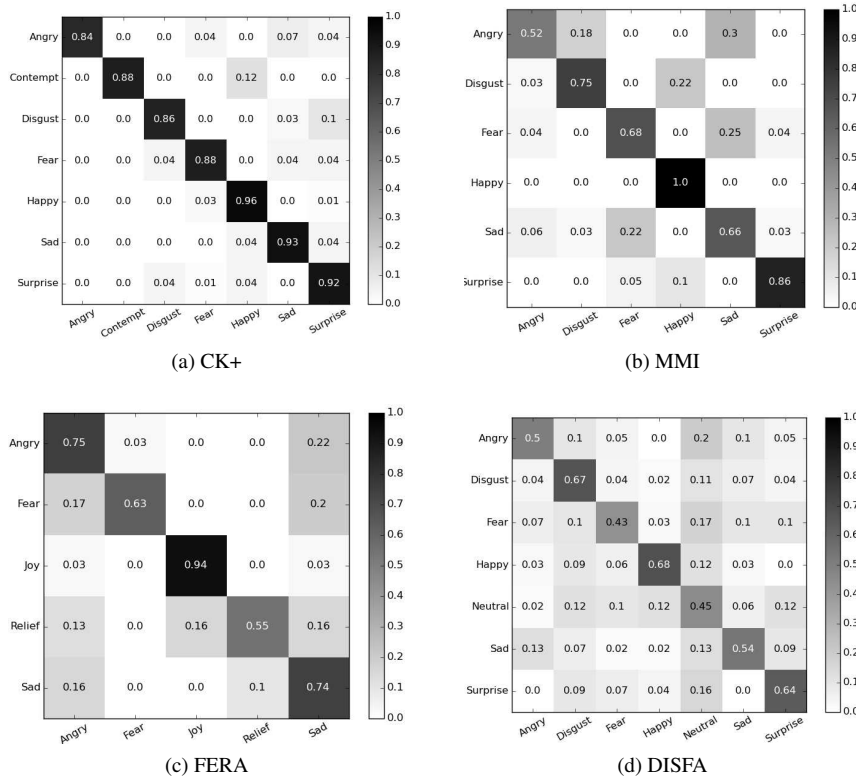 Angry 0.84 0.0 0.0 0.04 0.0 0.07 0.04
Contempt 0.0 0.88 0.0 0.0 0.12 0.0 0.0
Disgust 0.0 0.0 0.86 0.0 0.0 0.03 0.1
Fear 0.0 0.0 0.04 0.88 0.0 0.04 0.04
Happy 0.0 0.0 0.0 0.03 0.96 0.0 0.01
Sad 0.0 0.0 0.0 0.0 0.04 0.93 0.04
Surprise 0.0 0.0 0.04 0.01 0.04 0.0 0.92
Angry Contempt Disgust Fear Happy Sad Surprise
1.0
0.9
0.8
0.7
0.6
0.5
0.4
0.3
0.2
0.1
0.0
(a) CK+
Angry 0.52 0.18 0.0 0.0 0.3 0.0
Disgust 0.03 0.75 0.0 0.22 0.0 0.0
Fear 0.04 0.0 0.68 0.0 0.25 0.04
Happy 0.0 0.0 0.0 1.0 0.0 0.0
Sad 0.06 0.03 0.22 0.0 0.66 0.03
Surprise 0.0 0.0 0.05 0.1 0.0 0.86
Angry Disgust Fear Happy Sad Surprise
1.0
0.9
0.8
0.7
0.6
0.5
0.4
0.3
0.2
0.1
0.0
(b) MMI
Angry 0.75 0.03 0.0 0.0 0.22
Fear 0.17 0.63 0.0 0.0 0.2
Joy 0.03 0.0 0.94 0.0 0.03
Relief 0.13 0.0 0.16 0.55 0.16
Sad 0.16 0.0 0.0 0.1 0.74
Angry Fear Joy Relief Sad
1.0
0.9
0.8
0.7
0.6
0.5
0.4
0.3
0.2
0.1
0.0
(c) FERA
Angry 0.5 0.1 0.05 0.0 0.2 0.1 0.05
Disgust 0.04 0.67 0.04 0.02 0.11 0.07 0.04
Fear 0.07 0.1 0.43 0.03 0.17 0.1 0.1
Happy 0.03 0.09 0.06 0.68 0.12 0.03 0.0
Neutral 0.02 0.12 0.1 0.12 0.45 0.06 0.12
Sad 0.13 0.07 0.02 0.02 0.13 0.54 0.09
Surprise 0.0 0.09 0.07 0.04 0.16 0.0 0.64
Angry Disgust Fear Happy Neutral Sad Surprise
1.0
0.9
0.8
0.7
0.6
0.5
0.4
0.3
0.2
0.1
0.0
(d) DISFA